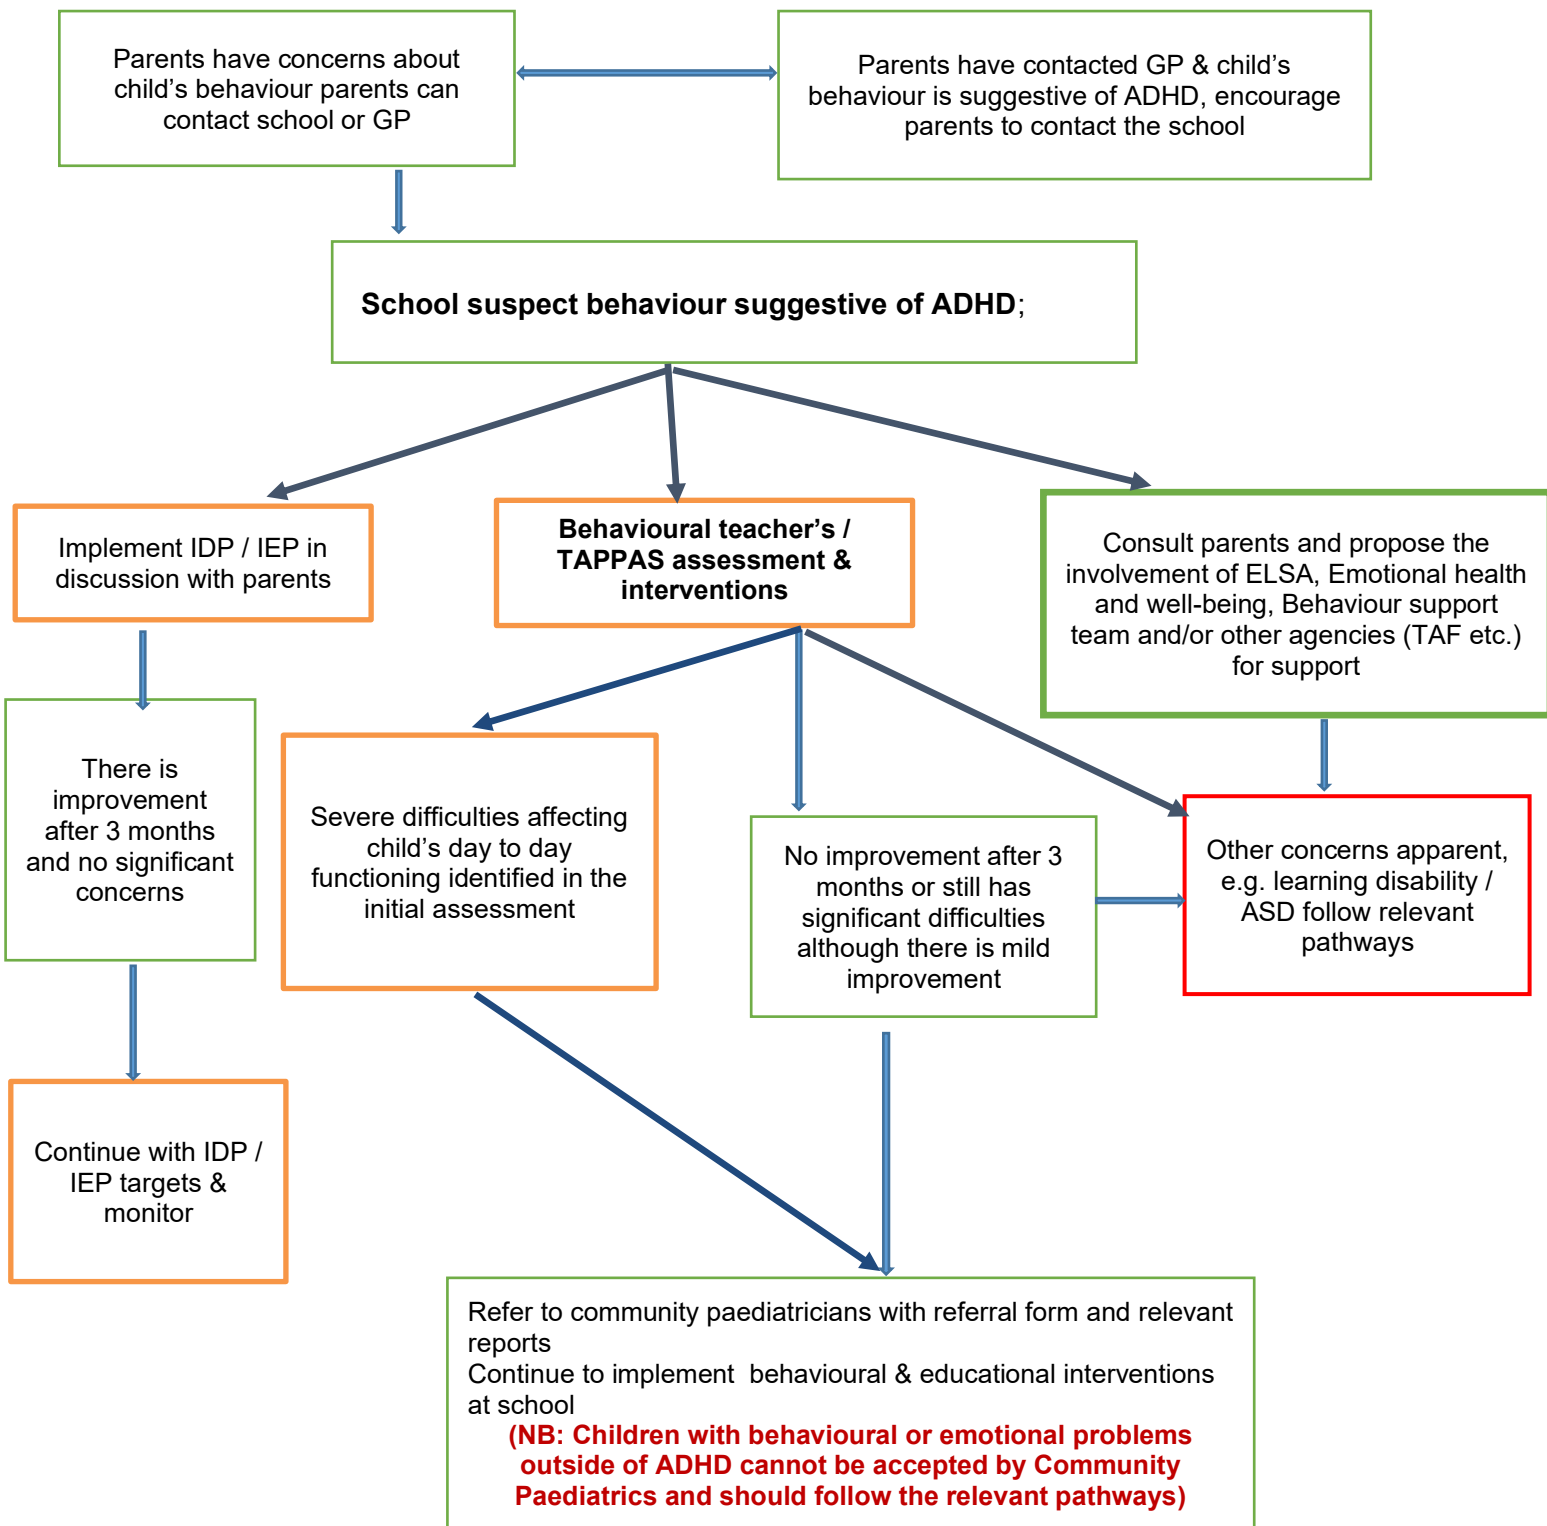 Parents have concerns about
child’s behaviour parents can
contact school or GP
Parents have contacted GP & child’s
behaviour is suggestive of ADHD, encourage
parents to contact the school
School suspect behaviour suggestive of ADHD;
Implement IDP / IEP in
discussion with parents
Behavioural teacher’s /
TAPPAS assessment &
interventions
Consult parents and propose the
involvement of ELSA, Emotional health
and well-being, Behaviour support
team and/or other agencies (TAF etc.)
for support
There is
improvement
after 3 months
and no significant
concerns
Severe difficulties affecting
child’s day to day
functioning identified in the
initial assessment
No improvement after 3
months or still has
significant difficulties
although there is mild
improvement
Other concerns apparent,
e.g. learning disability /
ASD follow relevant
pathways
Continue with IDP /
IEP targets &
monitor
Refer to community paediatricians with referral form and relevant
reports
Continue to implement behavioural & educational interventions
at school
(NB: Children with behavioural or emotional problems
outside of ADHD cannot be accepted by Community
Paediatrics and should follow the relevant pathways)